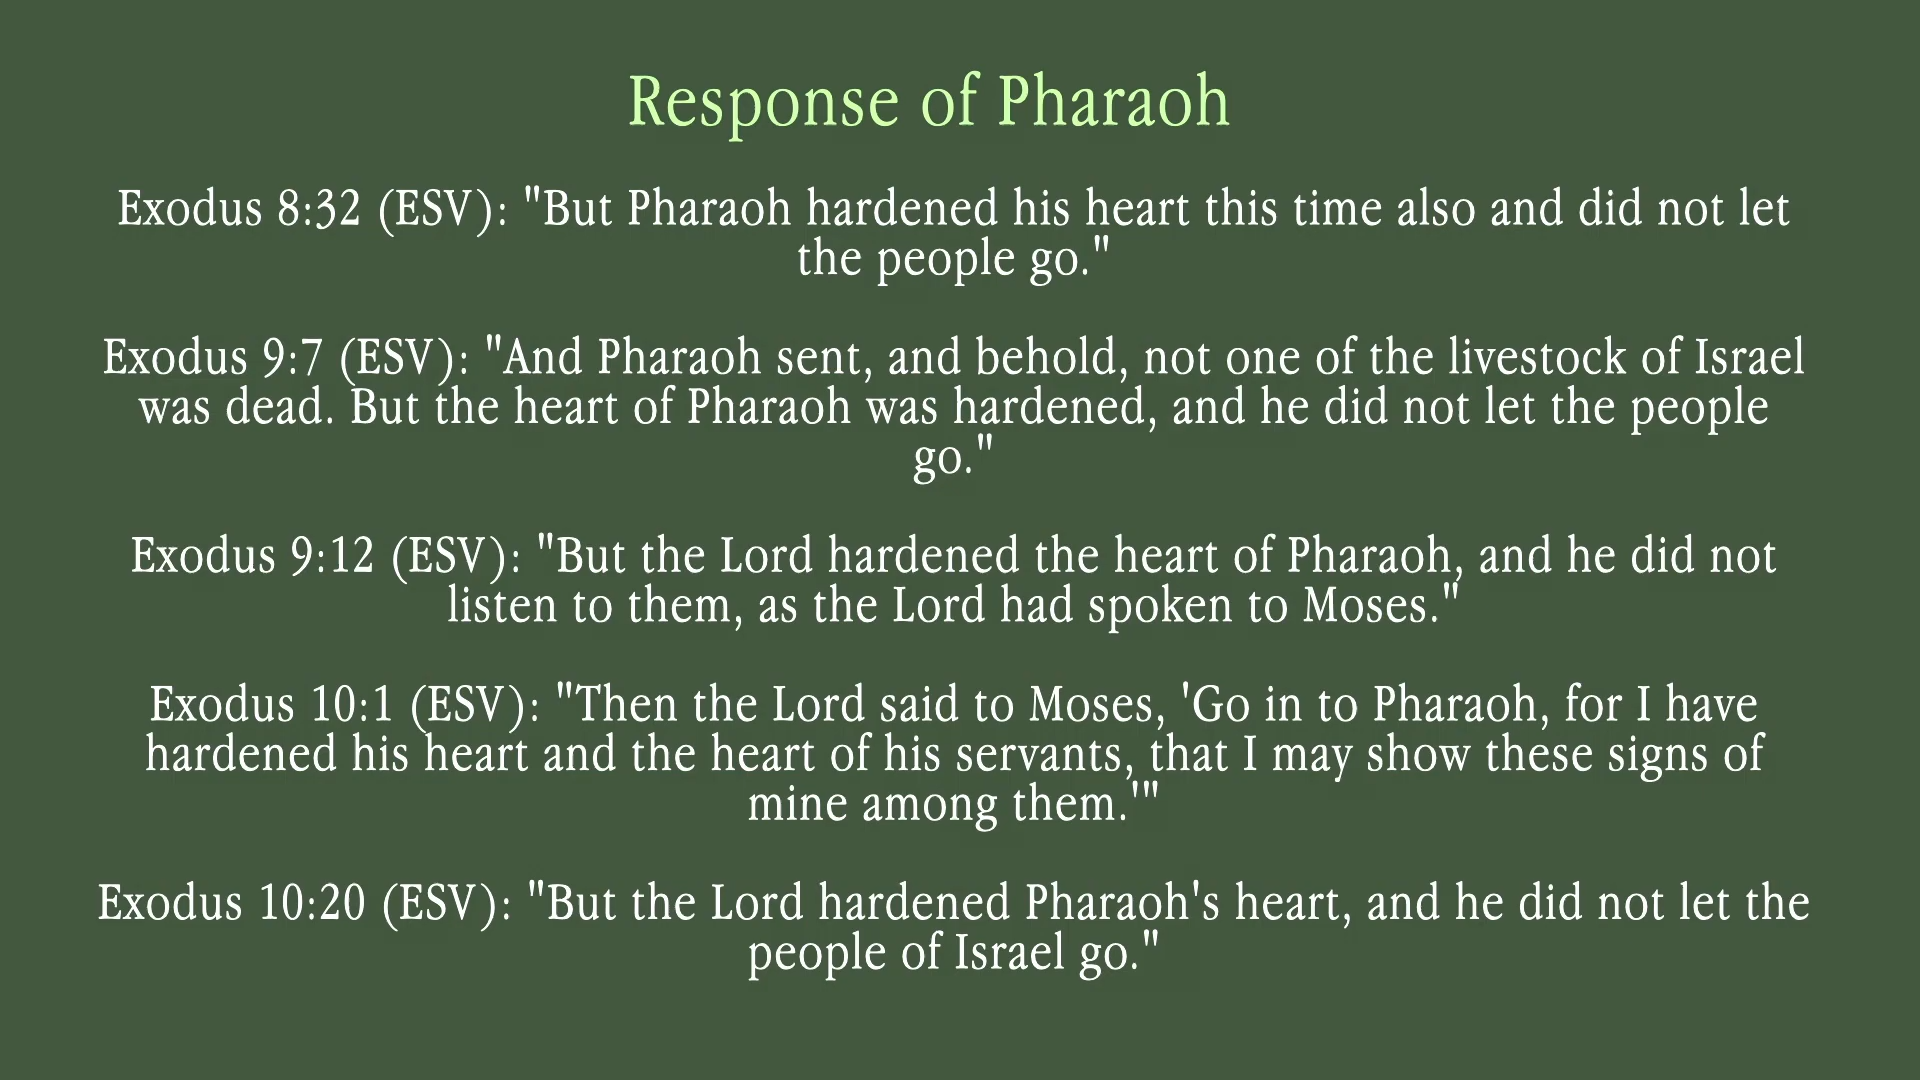 Response of Pharaoh
Exodus 8:32 (ESV): "But Pharaoh hardened his heart this time also and did not let
the people go."
Exodus 9:7 (ESV): "And Pharaoh sent, and behold, not one of the livestock of Israel
was dead. But the heart of Pharaoh was hardened, and he did not let the people
go."
Exodus 9:12 (ESV): "But the Lord hardened the heart of Pharaoh, and he did not
listen to them, as the Lord had spoken to Moses."
Exodus 10:1 (ESV): "Then the Lord said to Moses, 'Go in to Pharaoh, for I have
hardened his heart and the heart of his servants, that I may show these signs of
mine among them.'"
Exodus 10:20 (ESV): "But the Lord hardened Pharaoh's heart, and he did not let the
people of Israel go."